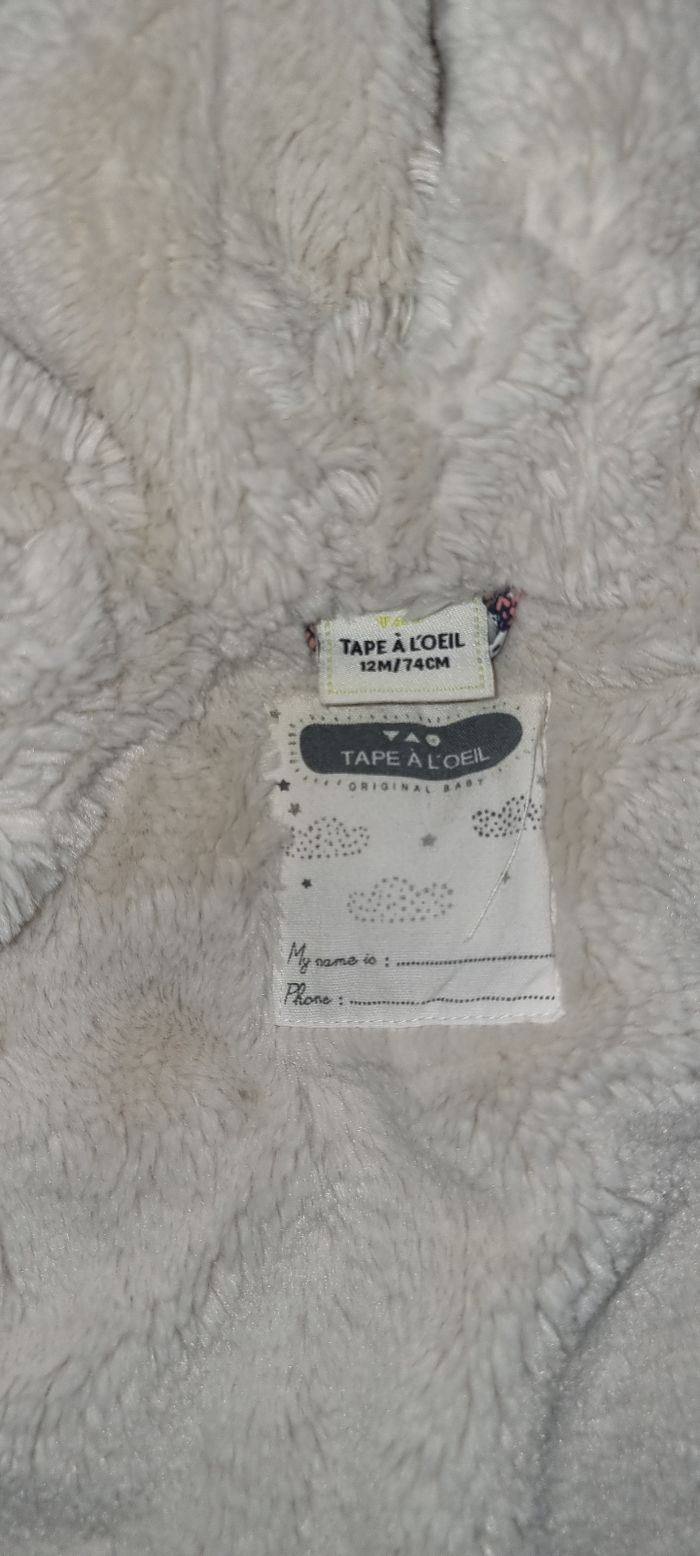 TAPE À L'OEIL
12M/74CM
TAPE À L'OEIL
ORIGINAL BABY
My name is :
Phone :